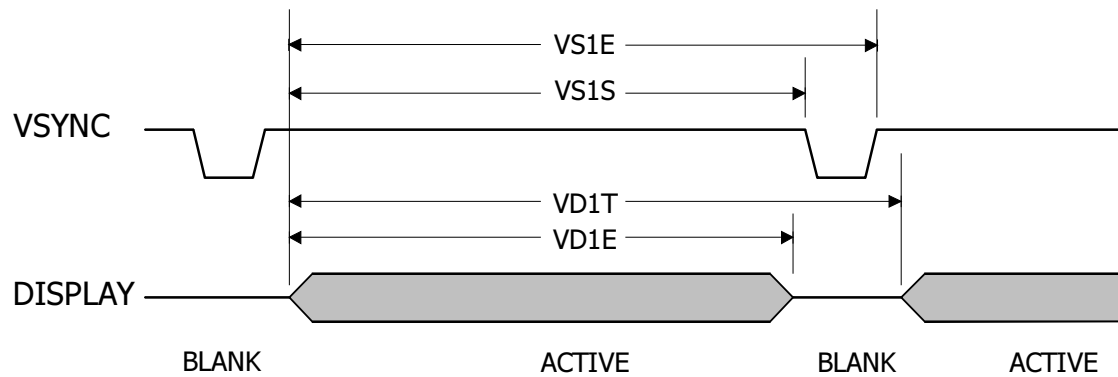 VS1E
VS1S
VSYNC
VD1T
VD1E
DISPLAY
BLANK ACTIVE BLANK ACTIVE